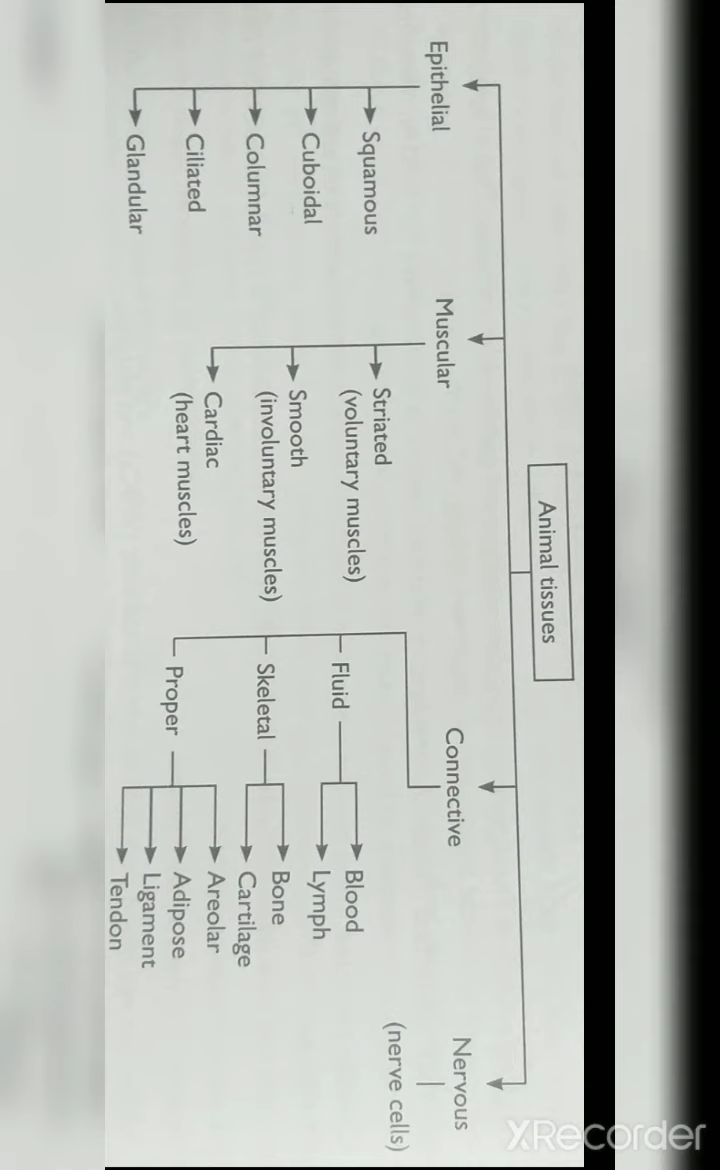 Animal tissues
Epithelial
Squamous
Cuboidal
Columnar
Ciliated
Glandular
Muscular
Striated
(voluntary muscles)
Smooth
(involuntary muscles)
Cardiac
(heart muscles)
Connective
Fluid
Blood
Lymph
Skeletal
Bone
Cartilage
Proper
Areolar
Adipose
Ligament
Tendon
Nervous
(nerve cells)
XRecorder